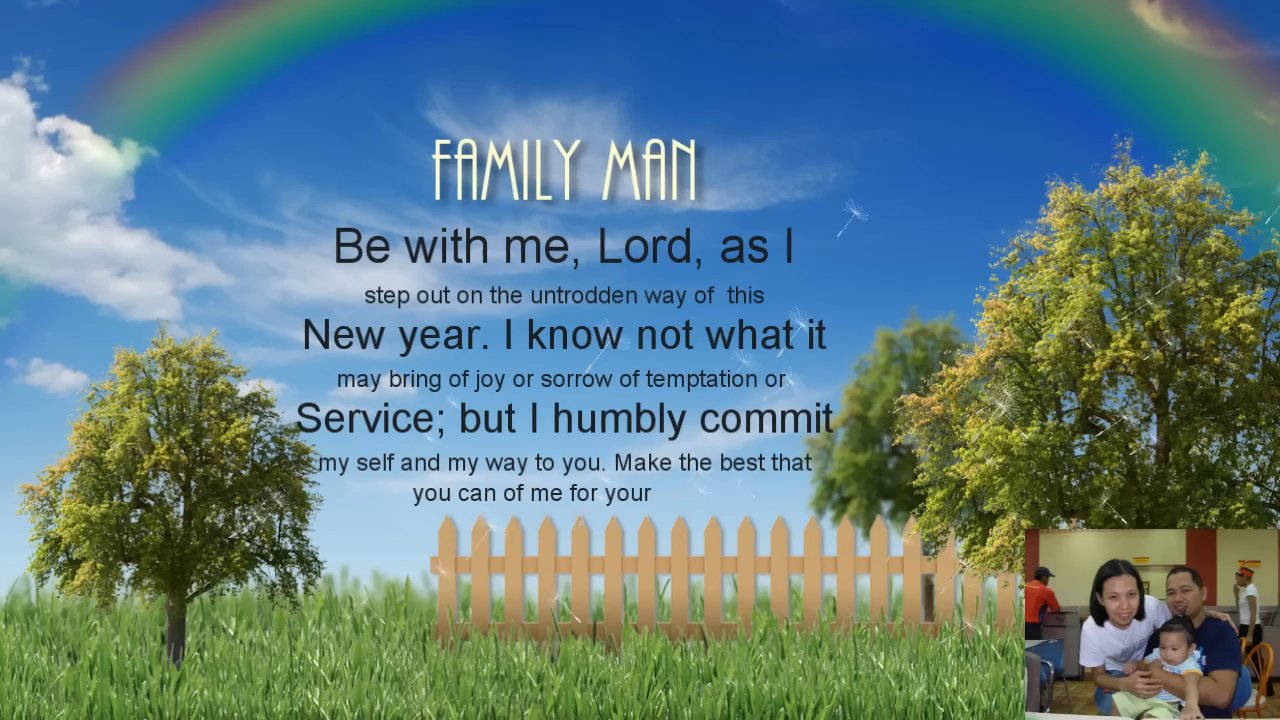 FAMILY MAN
Be with me, Lord, as I
step out on the untrodden way of  this
New year. I know not what it
may bring of joy or sorrow of temptation or
Service; but I humbly commit
my self and my way to you. Make the best that
you can of me for your